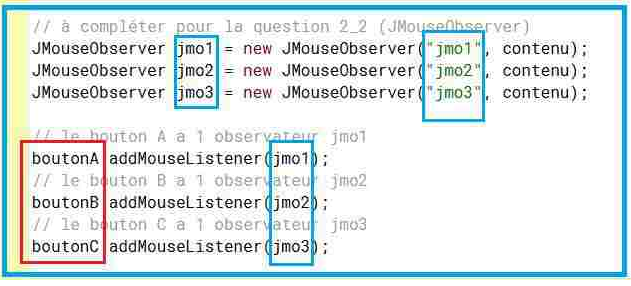 // à compléter pour la question 2_2 (JMouseObserver)
JMouseObserver jmo1 = new JMouseObserver("jmo1", contenu);
JMouseObserver jmo2 = new JMouseObserver("jmo2", contenu);
JMouseObserver jmo3 = new JMouseObserver("jmo3", contenu);
// le bouton A a 1 observateur jmo1
boutonA.addMouseListener(jmo1);
// le bouton B a 1 observateur jmo2
boutonB.addMouseListener(jmo2);
// le bouton C a 1 observateur jmo3
boutonC.addMouseListener(jmo3);